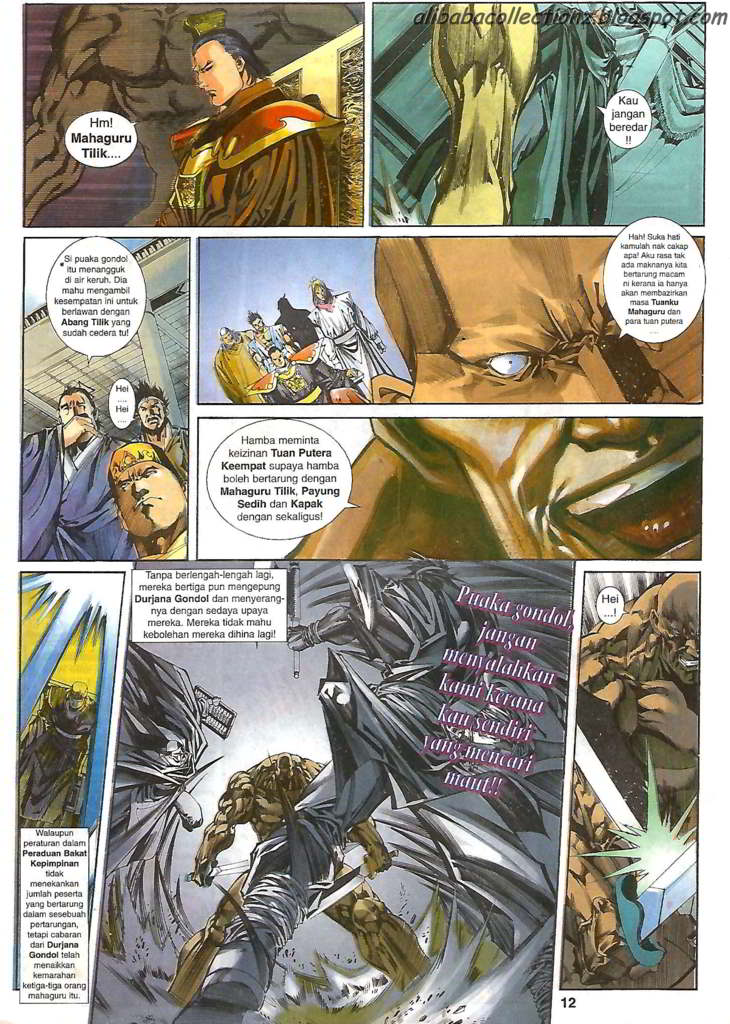 alibabacollectionz.blogspot.com
Hm!
Mahaguru
Tilik....
Kau
jangan
beredar
!!
Si puaka gondol
itu menangguk
di air keruh. Dia
mahu mengambil
kesempatan ini untuk
berlawan dengan
Abang Tilik yang
sudah cedera tu!
Hei
....
Hei
Hah! Suka hati
kamulah nak cakap
apa! Aku rasa tak
ada maknanya kita
bertarung macam
ni kerana ia hanya
akan membazirkan
masa Tuanku
Mahaguru dan
para tuan putera
....
Hamba meminta
keizinan Tuan Putera
Keempat supaya hamba
boleh bertarung dengan
Mahaguru Tilik, Payung
Sedih dan Kapak
dengan sekaligus!
Walaupun
peraturan dalam
Peraduan Bakat
Kepimpinan
tidak
menekankan
jumlah peserta
yang bertarung
dalam sesebuah
pertarungan,
tetapi cabaran
dari Durjana
Gondol telah
menaikkan
kemarahan
ketiga-tiga orang
mahaguru itu.
Tanpa berlengah-lengah lagi,
mereka bertiga pun mengepung
Durjana Gondol dan menyerang-
nya dengan sedaya upaya
mereka. Mereka tidak mahu
kebolehan mereka dihina lagi!
Puaka gondol!
jangan
menyalahkan
kami kerana
kau sendiri
yang mencari
maut!!
Hei
...!
12